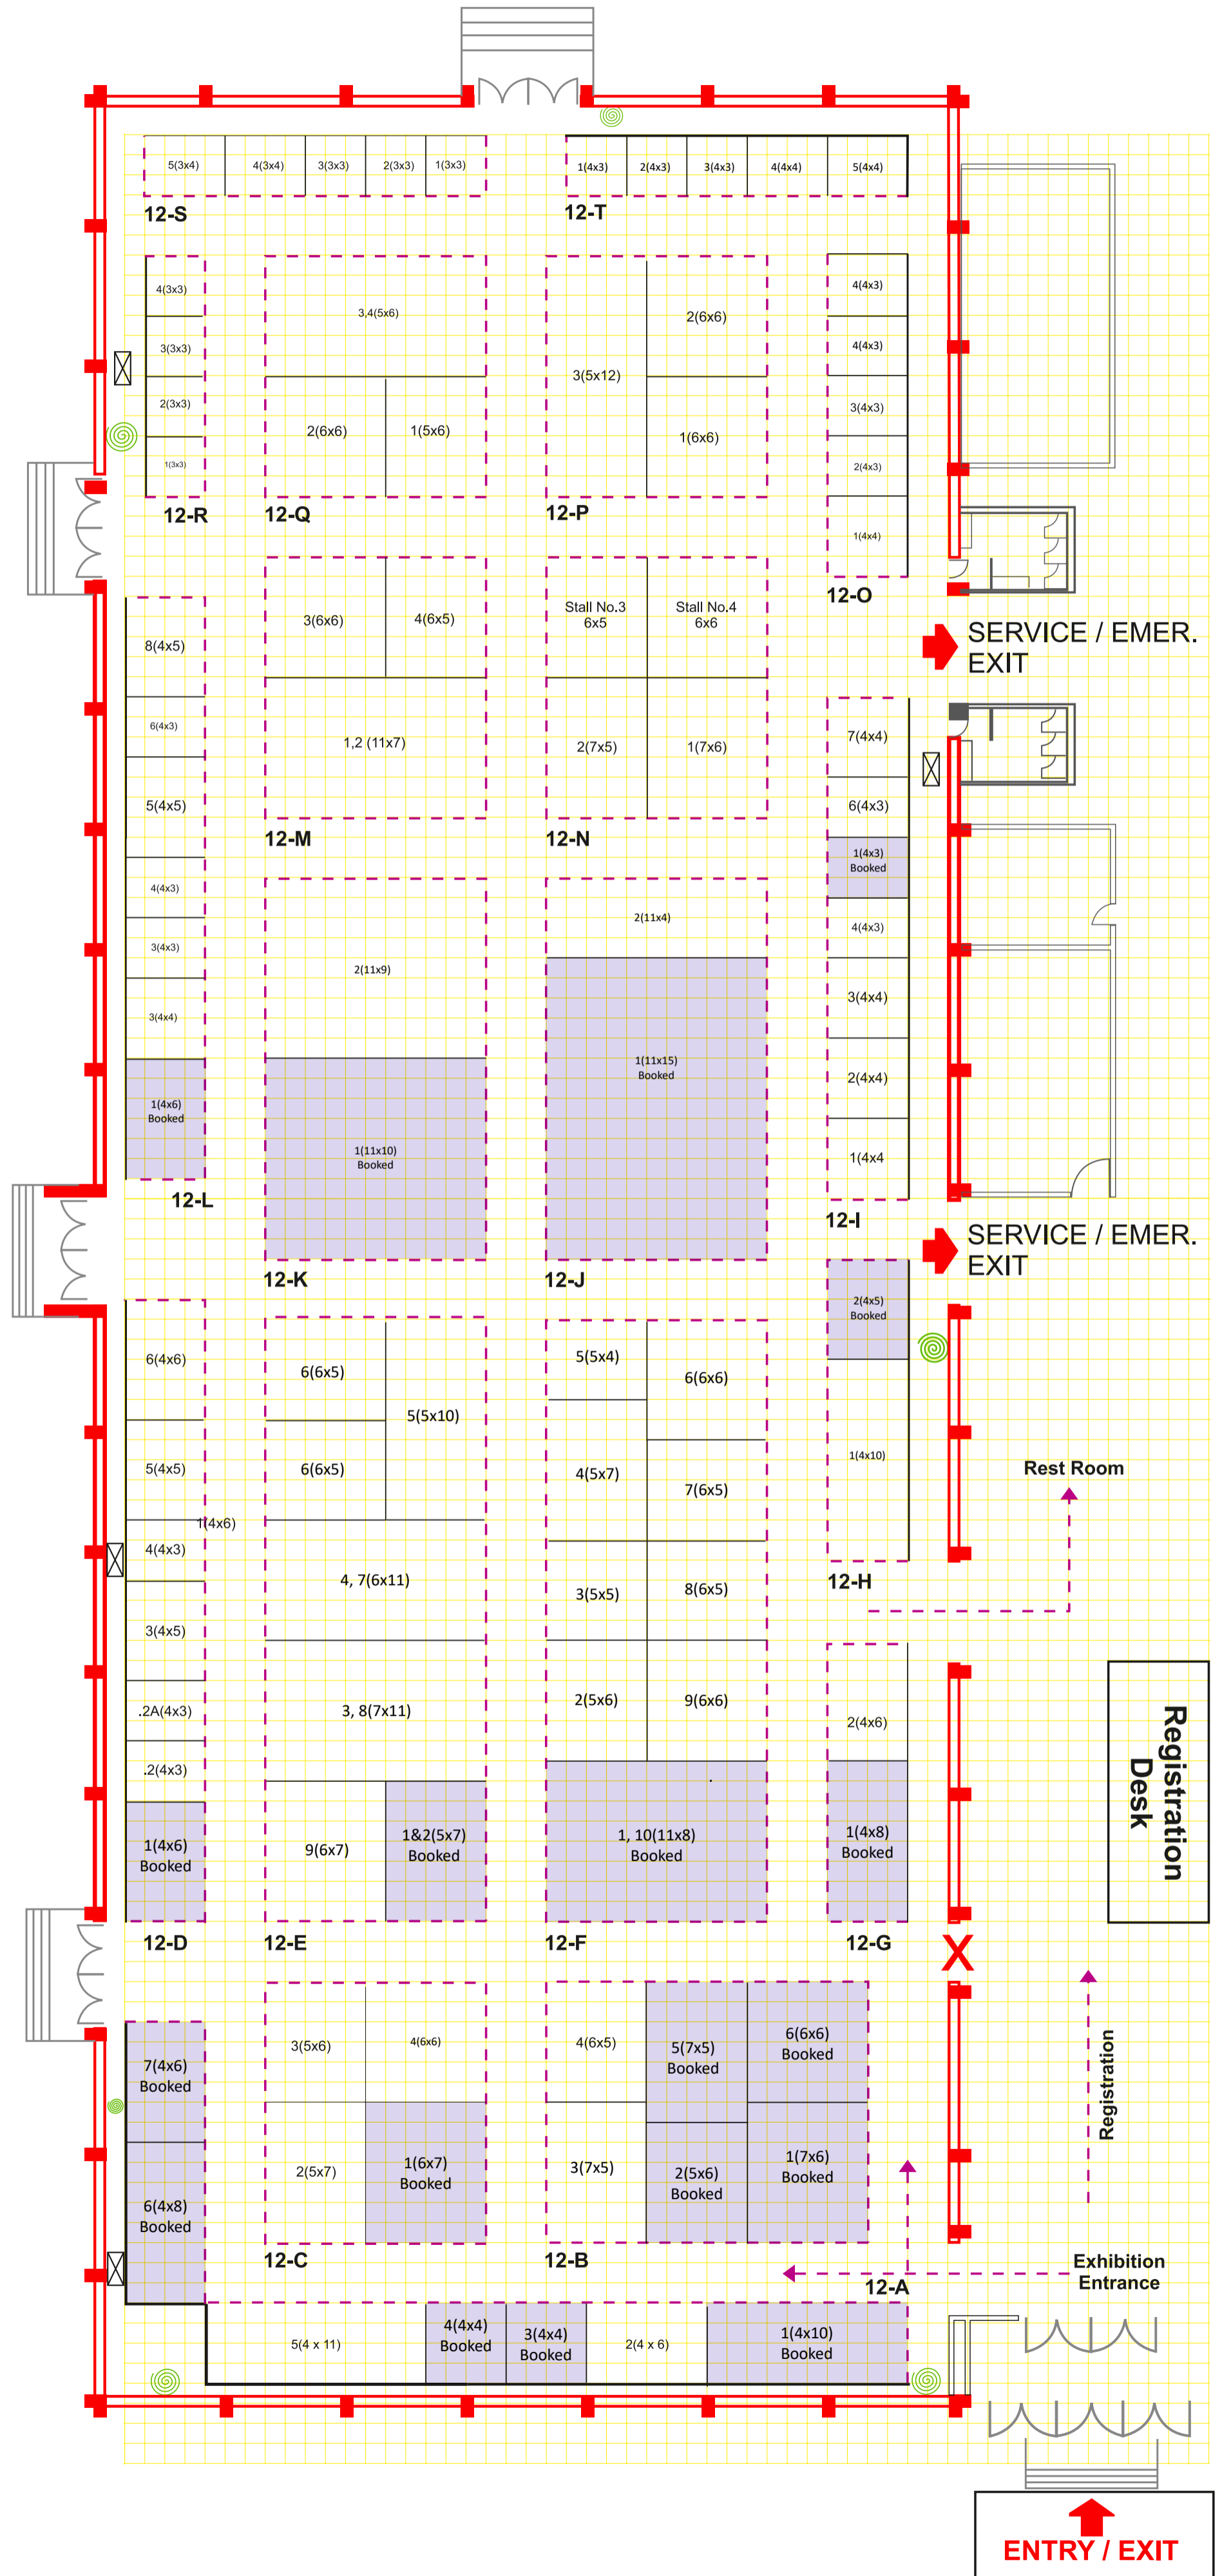 5(3x4)
4(3x4)
3(3x3)
2(3x3)
1(3x3)
12-S
1(4x3)
2(4x3)
3(4x3)
4(4x4)
5(4x4)
12-T
4(3x3)
3(3x3)
2(3x3)
1(3x3)
12-R
3,4(5x6)
2(6x6)
1(5x6)
12-Q
3(5x12)
2(6x6)
1(6x6)
12-P
4(4x3)
4(4x3)
3(4x3)
2(4x3)
1(4x4)
12-O
SERVICE / EMER.
EXIT
8(4x5)
6(4x3)
5(4x5)
4(4x3)
3(4x3)
3(4x4)
1(4x6)
Booked
12-L
3(6x6)
4(6x5)
1,2 (11x7)
12-M
Stall No.3
6x5
Stall No.4
6x6
2(7x5)
1(7x6)
12-N
7(4x4)
6(4x3)
1(4x3)
Booked
4(4x3)
3(4x4)
2(4x4)
1(4x4
12-I
2(11x9)
1(11x10)
Booked
12-K
2(11x4)
1(11x15)
Booked
12-J
SERVICE / EMER.
EXIT
6(4x6)
5(4x5)
1(4x6)
4(4x3)
3(4x5)
.2A(4x3)
.2(4x3)
1(4x6)
Booked
12-D
6(6x5)
5(5x10)
6(6x5)
4, 7(6x11)
3, 8(7x11)
9(6x7)
1&2(5x7)
Booked
12-E
5(5x4)
6(6x6)
4(5x7)
7(6x5)
3(5x5)
8(6x5)
2(5x6)
9(6x6)
1, 10(11x8)
Booked
12-F
2(4x5)
Booked
1(4x10)
12-H
Rest Room
2(4x6)
1(4x8)
Booked
12-G
X
Registration
Desk
7(4x6)
Booked
6(4x8)
Booked
3(5x6)
4(6x6)
2(5x7)
1(6x7)
Booked
12-C
4(6x5)
5(7x5)
Booked
6(6x6)
Booked
3(7x5)
2(5x6)
Booked
1(7x6)
Booked
12-B
Registration
Exhibition
Entrance
12-A
5(4 x 11)
4(4x4)
Booked
3(4x4)
Booked
2(4 x 6)
1(4x10)
Booked
ENTRY / EXIT